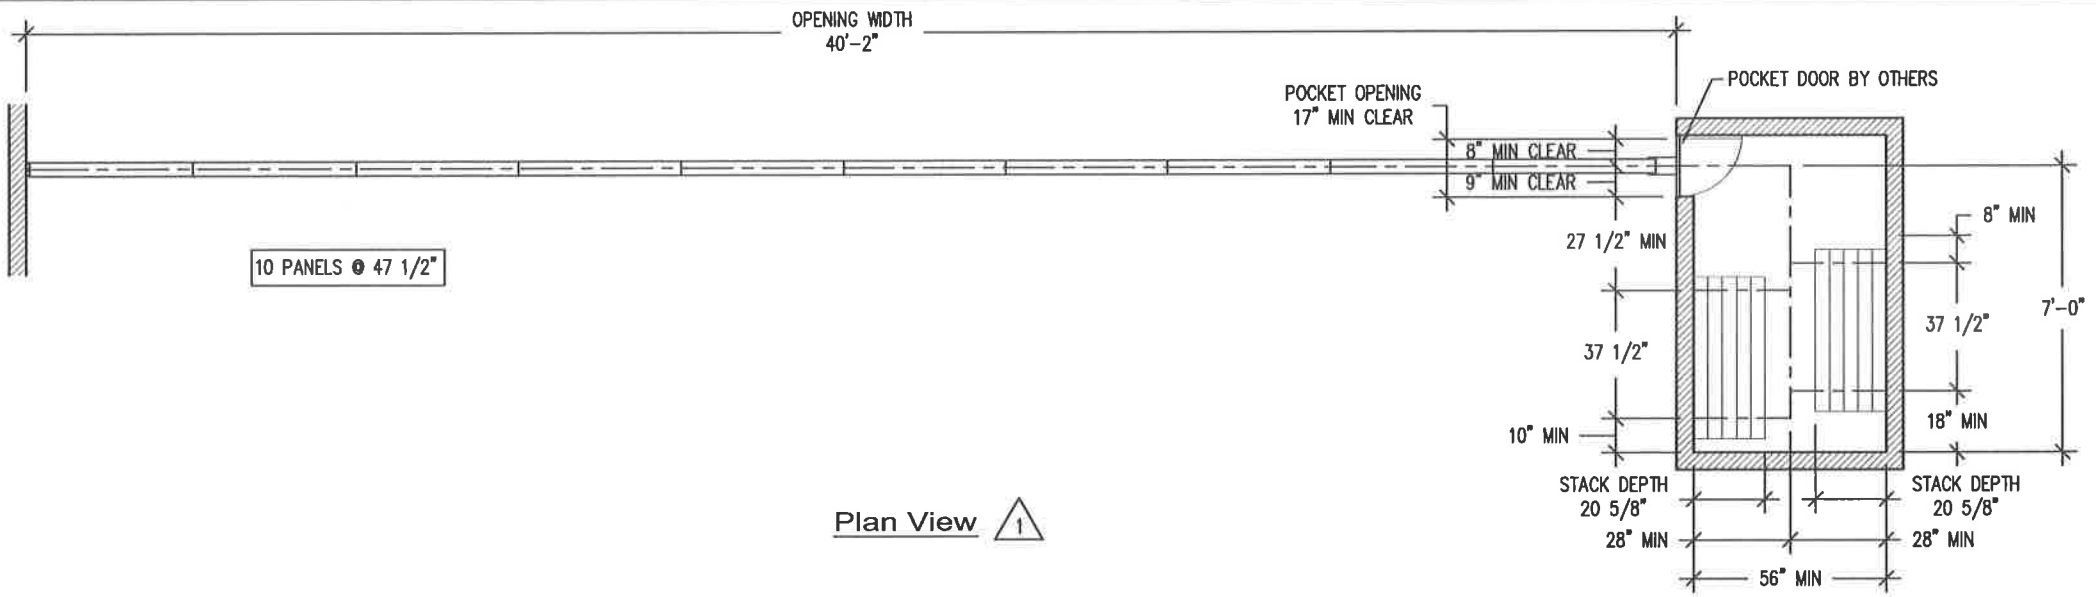 OPENING WIDTH
40'-2"
POCKET OPENING
17" MIN CLEAR
POCKET DOOR BY OTHERS
8" MIN CLEAR
9" MIN CLEAR
8" MIN
27 1/2" MIN
10 PANELS @ 47 1/2"
7'-0"
37 1/2"
37 1/2"
10" MIN
18" MIN
STACK DEPTH
20 5/8"
STACK DEPTH
20 5/8"
Plan View
1
28" MIN
28" MIN
56" MIN